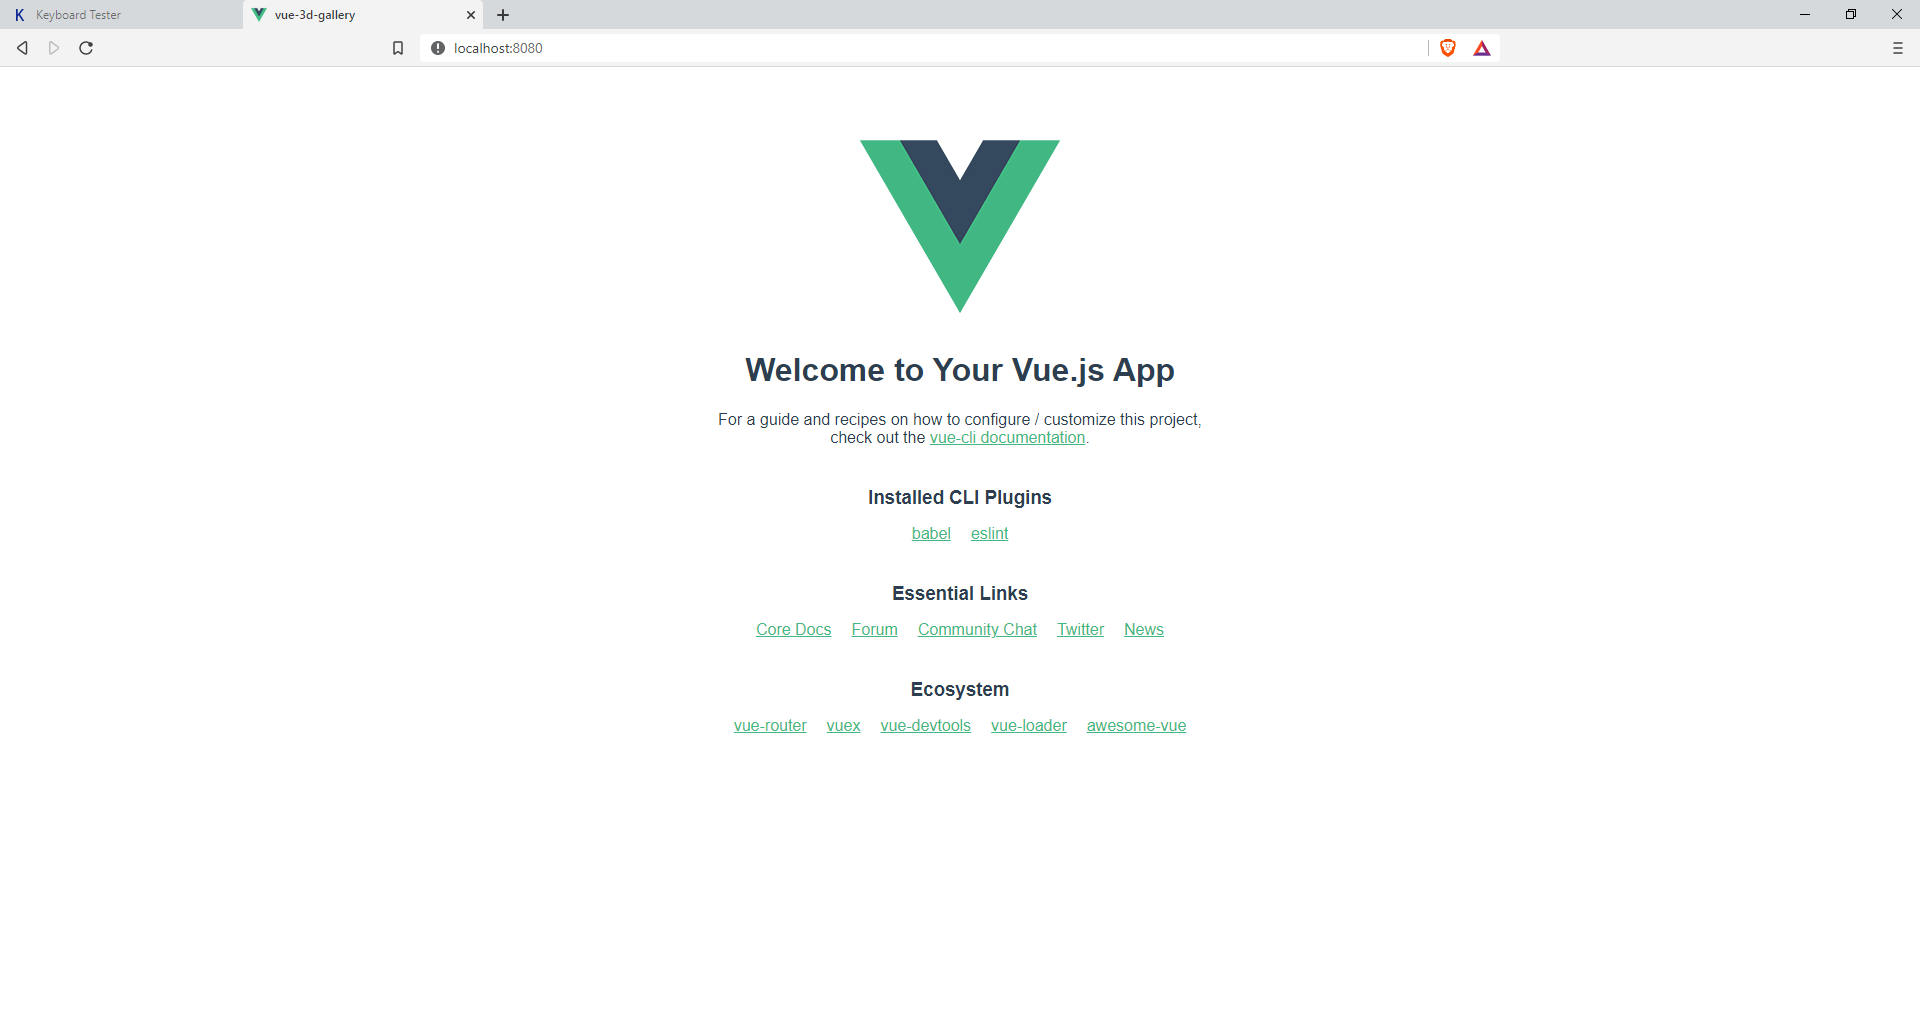 Keyboard Tester
vue-3d-gallery
localhost:8080
Welcome to Your Vue.js App
For a guide and recipes on how to configure / customize this project,
check out the vue-cli documentation.
Installed CLI Plugins
babel eslint
Essential Links
Core Docs Forum Community Chat Twitter News
Ecosystem
vue-router vuex vue-devtools vue-loader awesome-vue